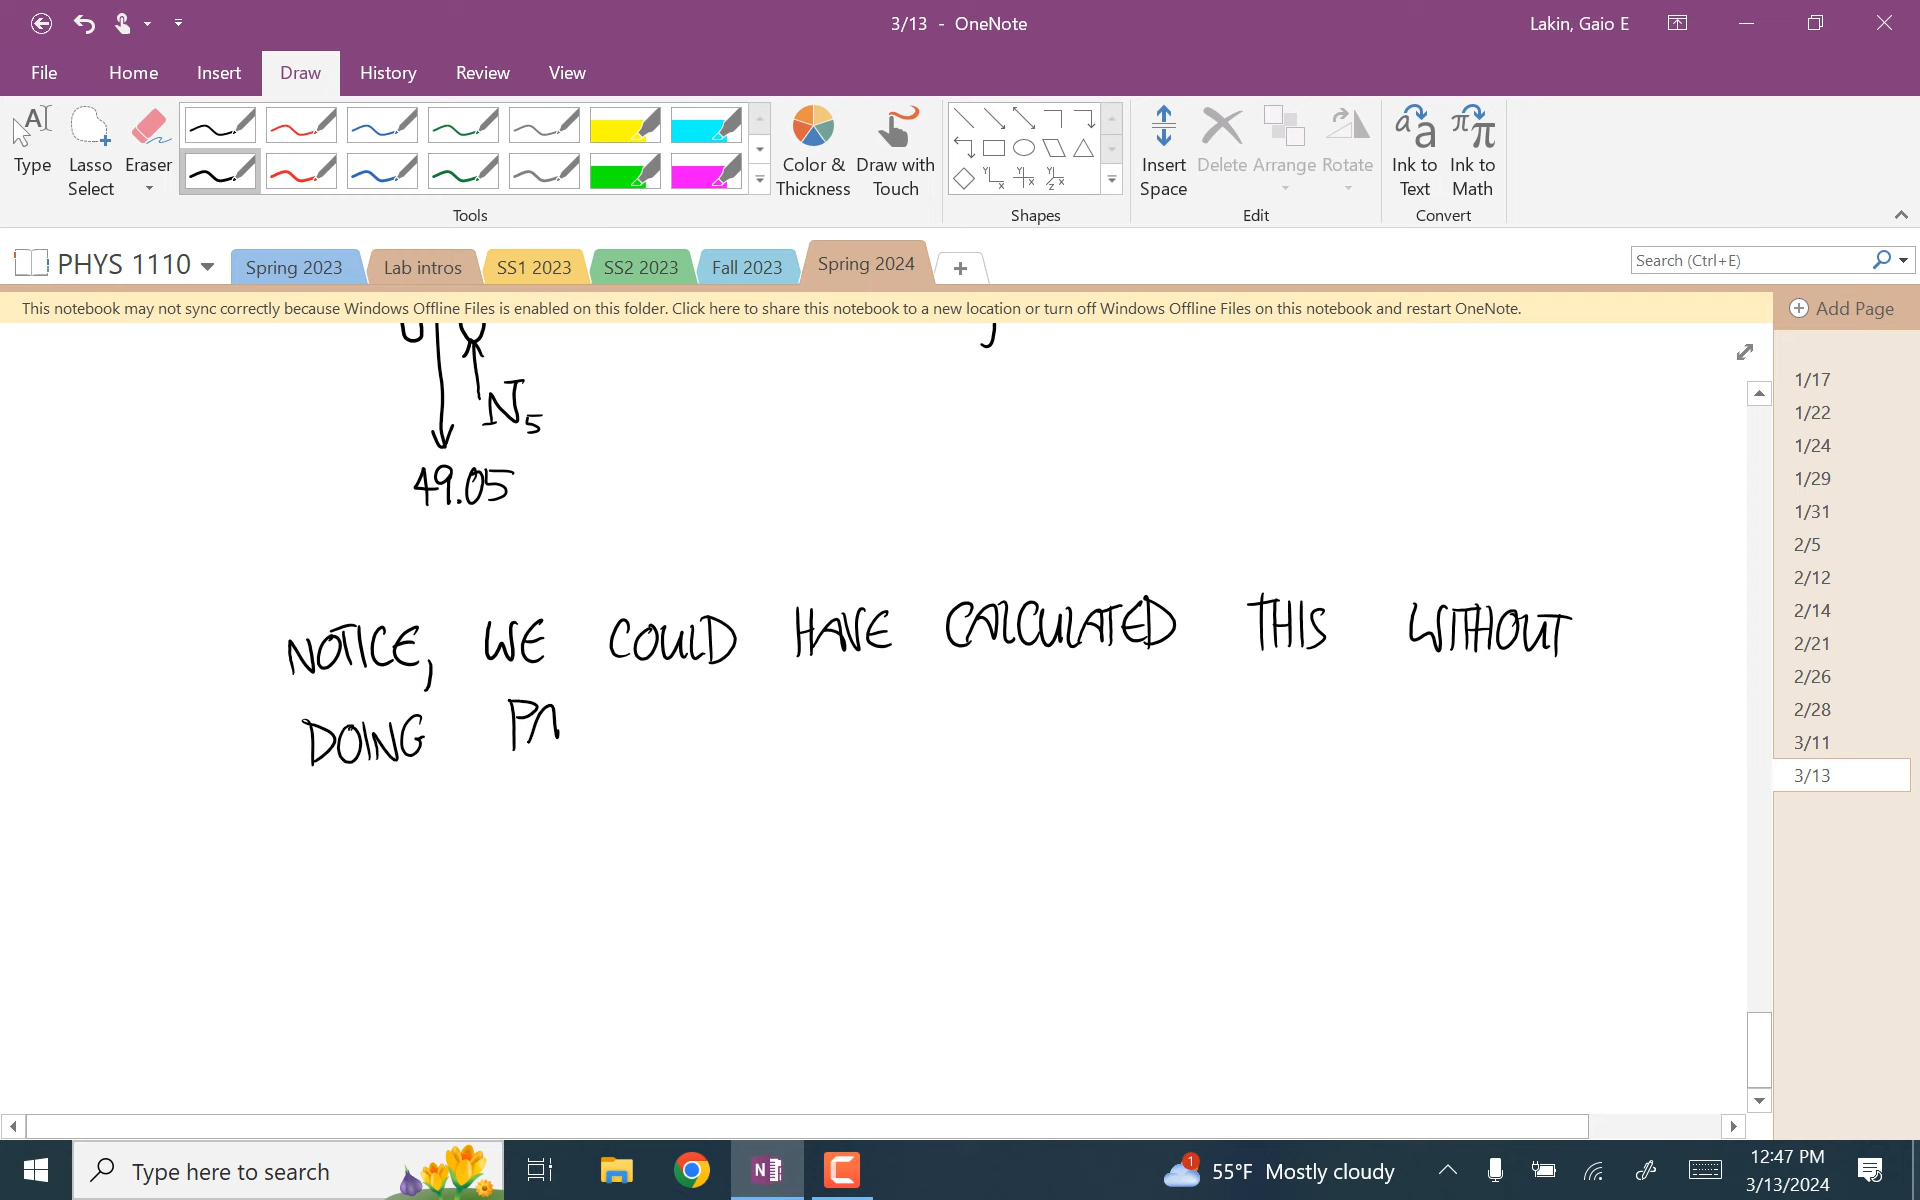 3/13 - OneNote
Lakin, Gaio E
File Home Insert Draw History Review View
Type
Lasso Select
Eraser
Color & Thickness
Draw with Touch
Insert Space
Delete Arrange Rotate
Ink to Text
Ink to Math
Tools Shapes Edit Convert
PHYS 1110 Spring 2023 Lab intros SS1 2023 SS2 2023 Fall 2023 Spring 2024
Search (Ctrl+E)
This notebook may not sync correctly because Windows Offline Files is enabled on this folder. Click here to share this notebook to a new location or turn off Windows Offline Files on this notebook and restart OneNote.
Add Page
1/17
1/22
1/24
1/29
1/31
2/5
2/12
2/14
2/21
2/26
2/28
3/11
3/13
N5
49.05
NOTICE, WE COULD HAVE CALCULATED THIS WITHOUT
DOING PA
Type here to search
1
55°F Mostly cloudy
12:47 PM
3/13/2024